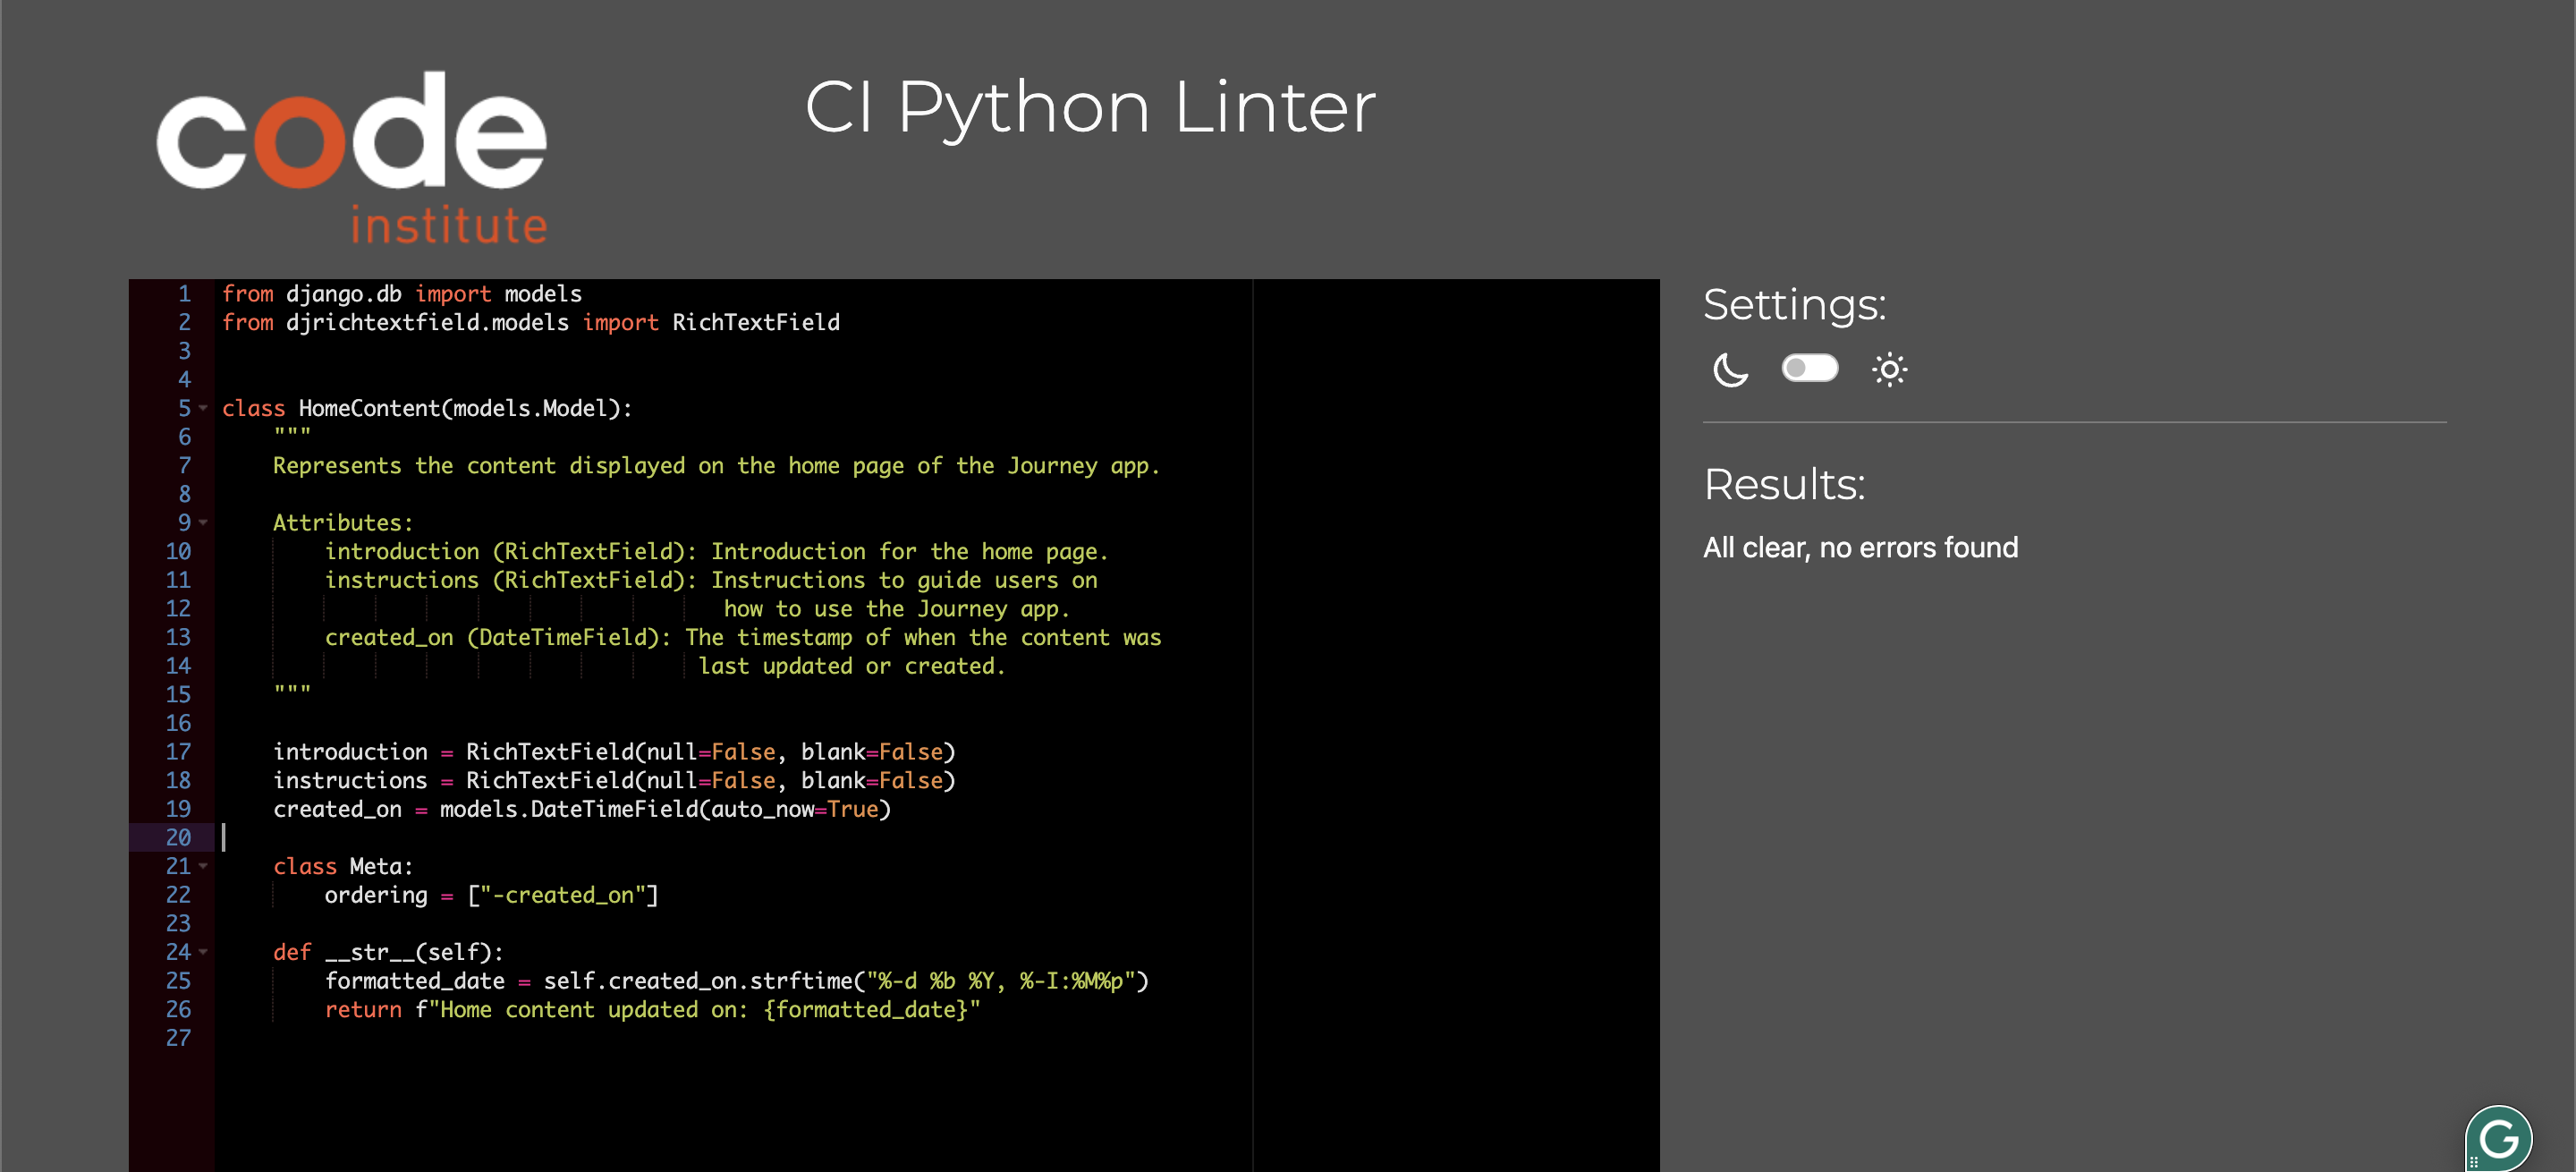 code
institute
CI Python Linter
1 from django.db import models
2 from djrichtextfield.models import RichTextField
3
4
5 class HomeContent(models.Model):
6     """
7     Represents the content displayed on the home page of the Journey app.
8
9     Attributes:
10         introduction (RichTextField): Introduction for the home page.
11         instructions (RichTextField): Instructions to guide users on
12                                        how to use the Journey app.
13         created_on (DateTimeField): The timestamp of when the content was
14                                      last updated or created.
15     """
16
17     introduction = RichTextField(null=False, blank=False)
18     instructions = RichTextField(null=False, blank=False)
19     created_on = models.DateTimeField(auto_now=True)
20
21     class Meta:
22         ordering = ["-created_on"]
23
24     def __str__(self):
25         formatted_date = self.created_on.strftime("%-d %b %Y, %-I:%M%p")
26         return f"Home content updated on: {formatted_date}"
27
Settings:
Results:
All clear, no errors found
G